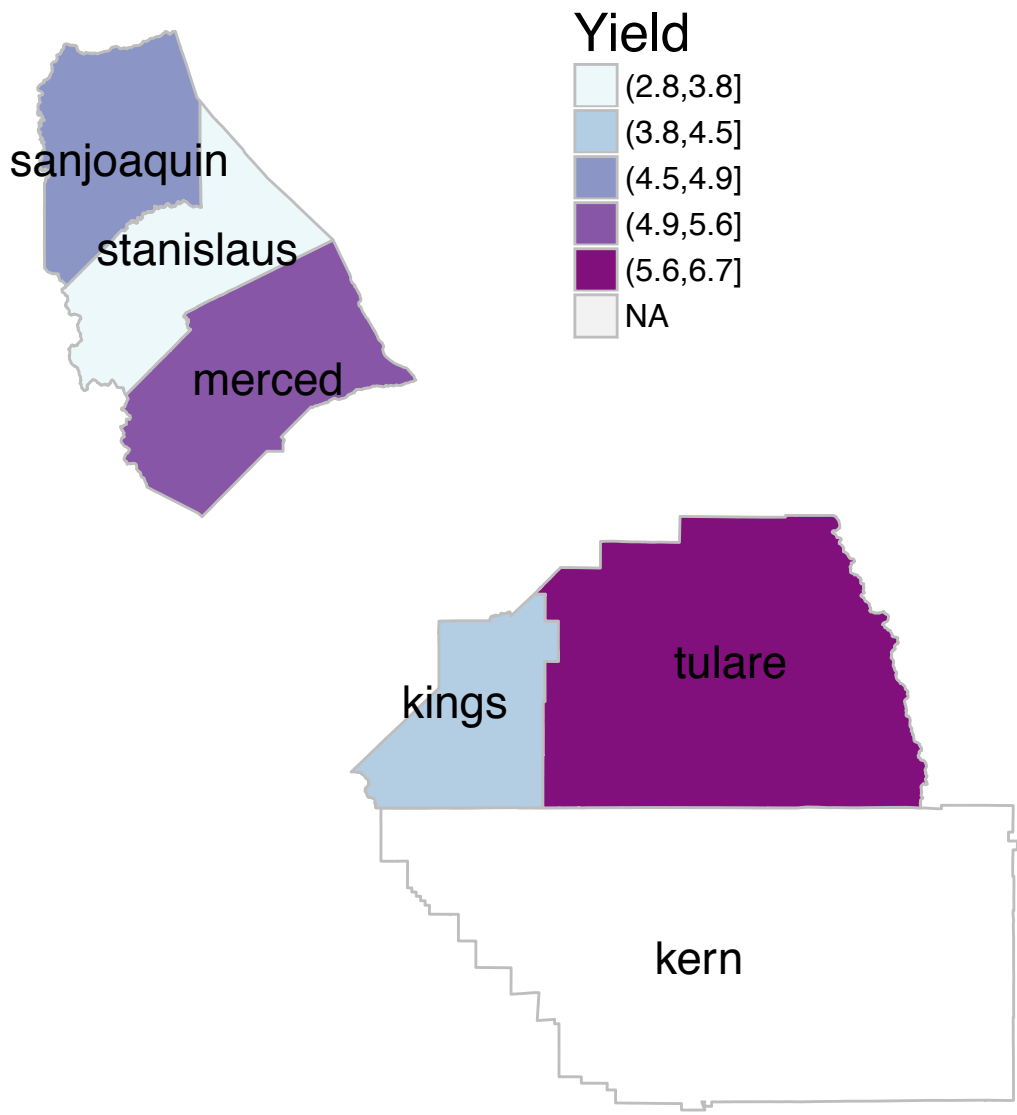 Yield
(2.8,3.8]
(3.8,4.5]
(4.5,4.9]
(4.9,5.6]
(5.6,6.7]
NA
sanjoaquin
stanislaus
merced
tulare
kings
kern